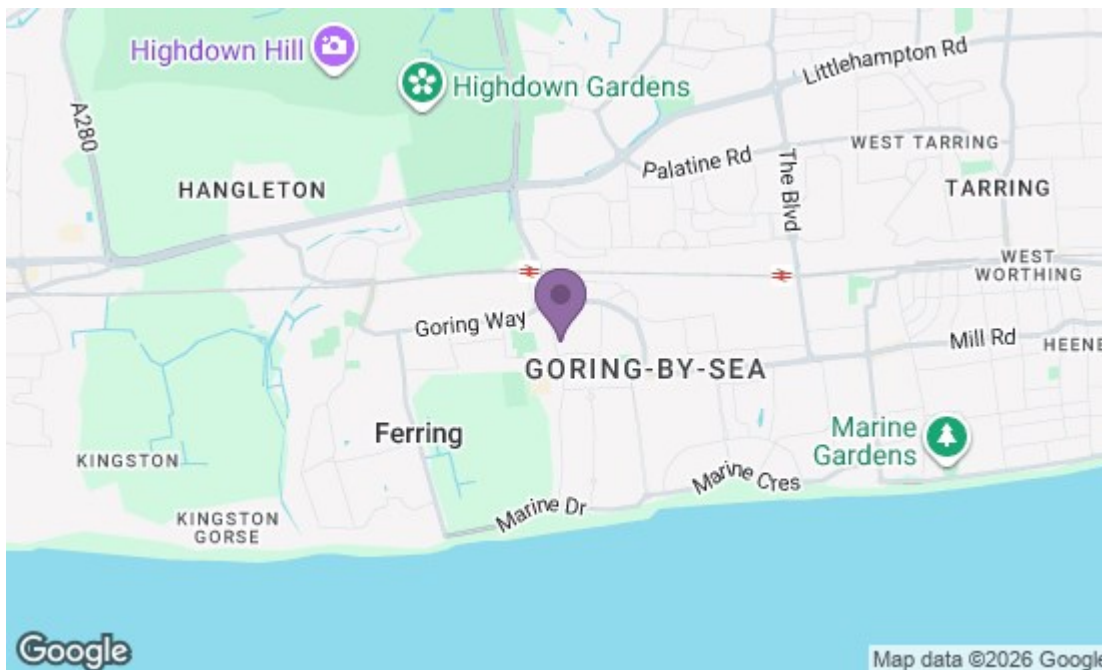 Highdown Hill
Highdown Gardens
Littlehampton Rd
A280
WEST TARRING
Palatine Rd
HANGLETON
The Blvd
TARRING
WEST
WORTHING
Goring Way
Mill Rd
HEENE
GORING-BY-SEA
Ferring
Marine
Gardens
KINGSTON
Marine Cres
Marine Dr
KINGSTON
GORSE
Google
Map data ©2026 Google